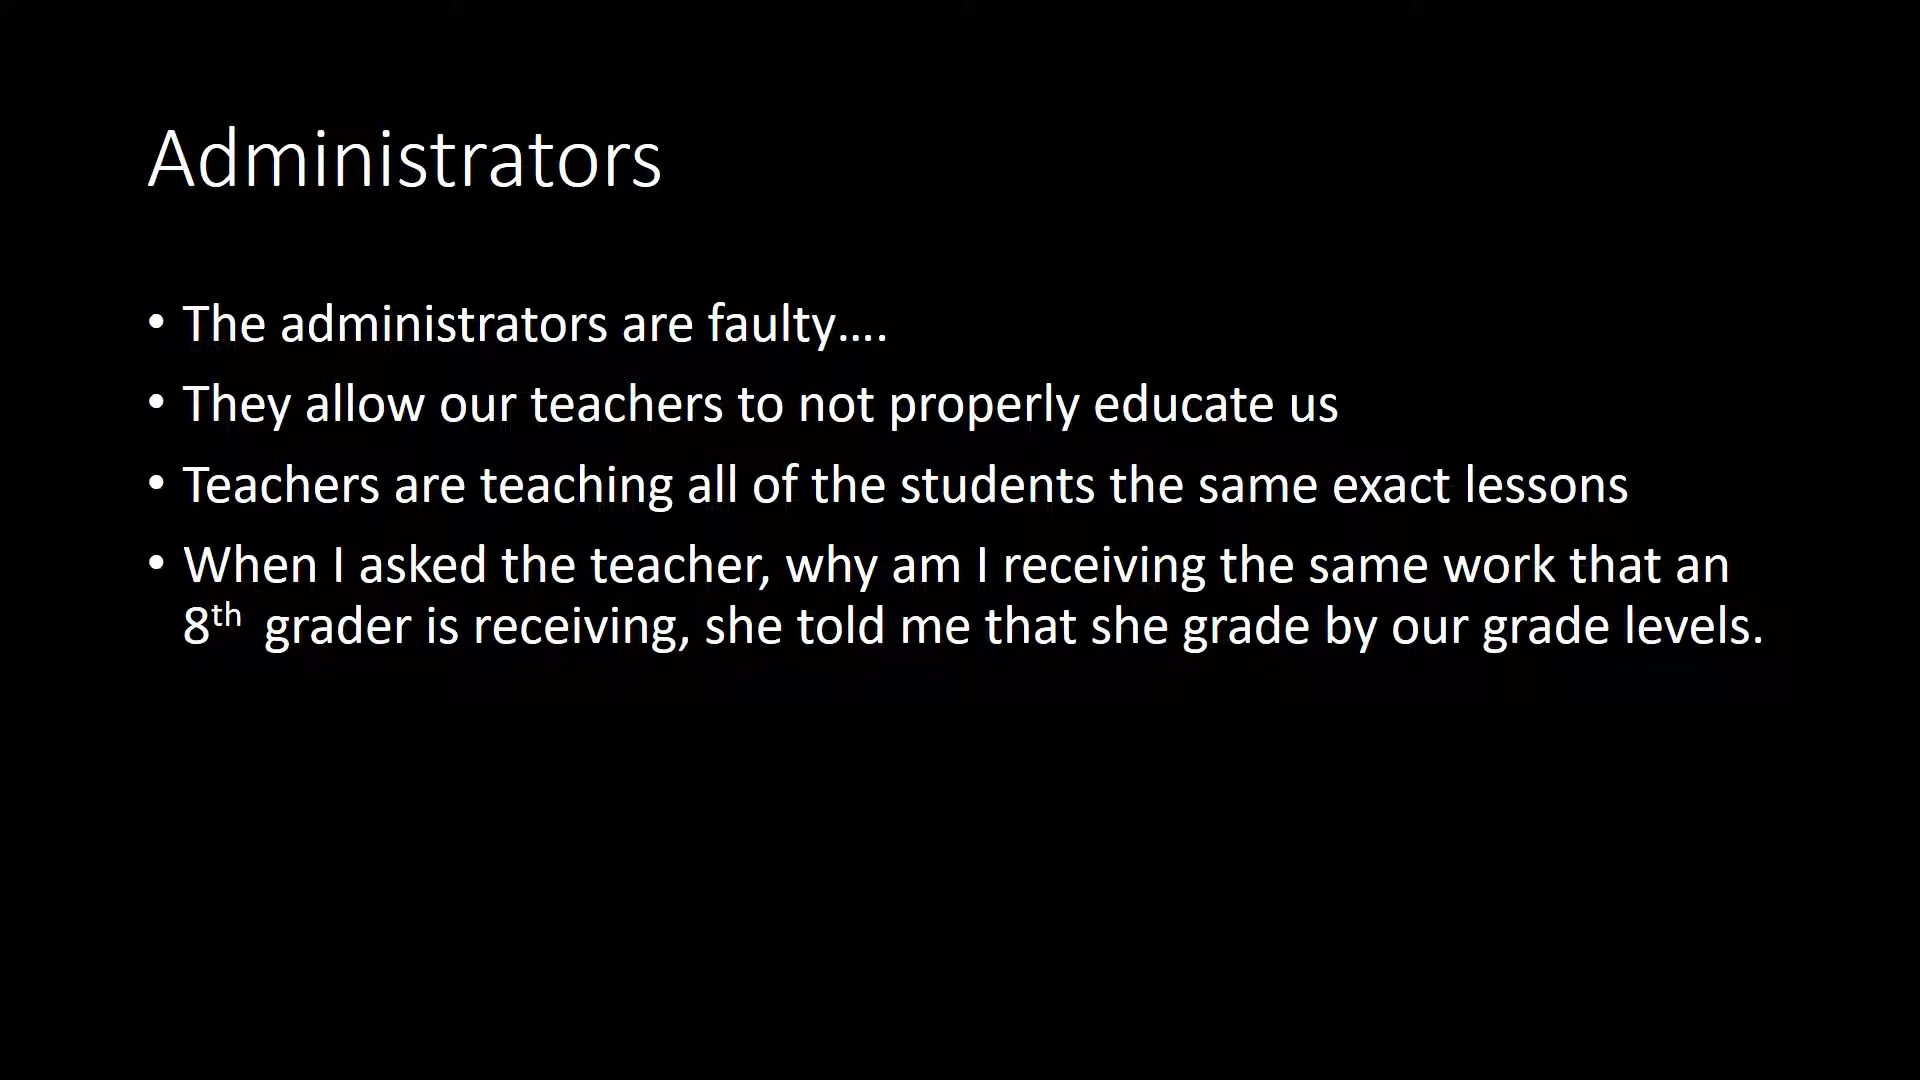 Administrators
• The administrators are faulty....
• They allow our teachers to not properly educate us
• Teachers are teaching all of the students the same exact lessons
• When I asked the teacher, why am I receiving the same work that an
8th grader is receiving, she told me that she grade by our grade levels.